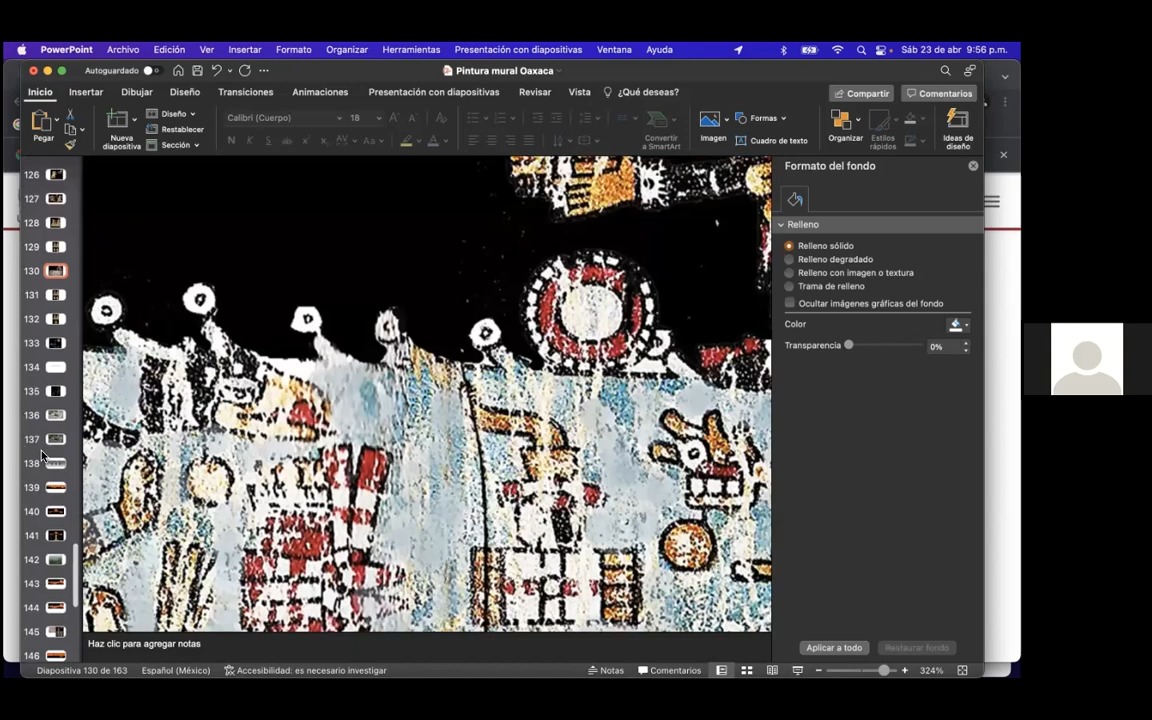 PowerPoint Archivo Edición Ver Insertar Formato Organizar Herramientas Presentación con diapositivas Ventana Ayuda Sáb 23 de abr 9:56 p.m.
Autoguardado Pintura mural Oaxaca
Inicio Insertar Dibujar Diseño Transiciones Animaciones Presentación con diapositivas Revisar Vista ¿Qué deseas? Compartir Comentarios
Pegar Nueva diapositiva Diseño Restablecer Sección Calibri (Cuerpo) 18 Convertir a SmartArt Imagen Formas Cuadro de texto Organizar Estilos rápidos Ideas de diseño
126
127
128
129
130
131
132
133
134
135
136
137
138
139
140
141
142
143
144
145
146
Formato del fondo
Relleno
Relleno sólido
Relleno degradado
Relleno con imagen o textura
Trama de relleno
Ocultar imágenes gráficas del fondo
Color
Transparencia 0%
Aplicar a todo Restaurar fondo
Haz clic para agregar notas
Diapositiva 130 de 163 Español (México) Accesibilidad: es necesario investigar Notas Comentarios 324%